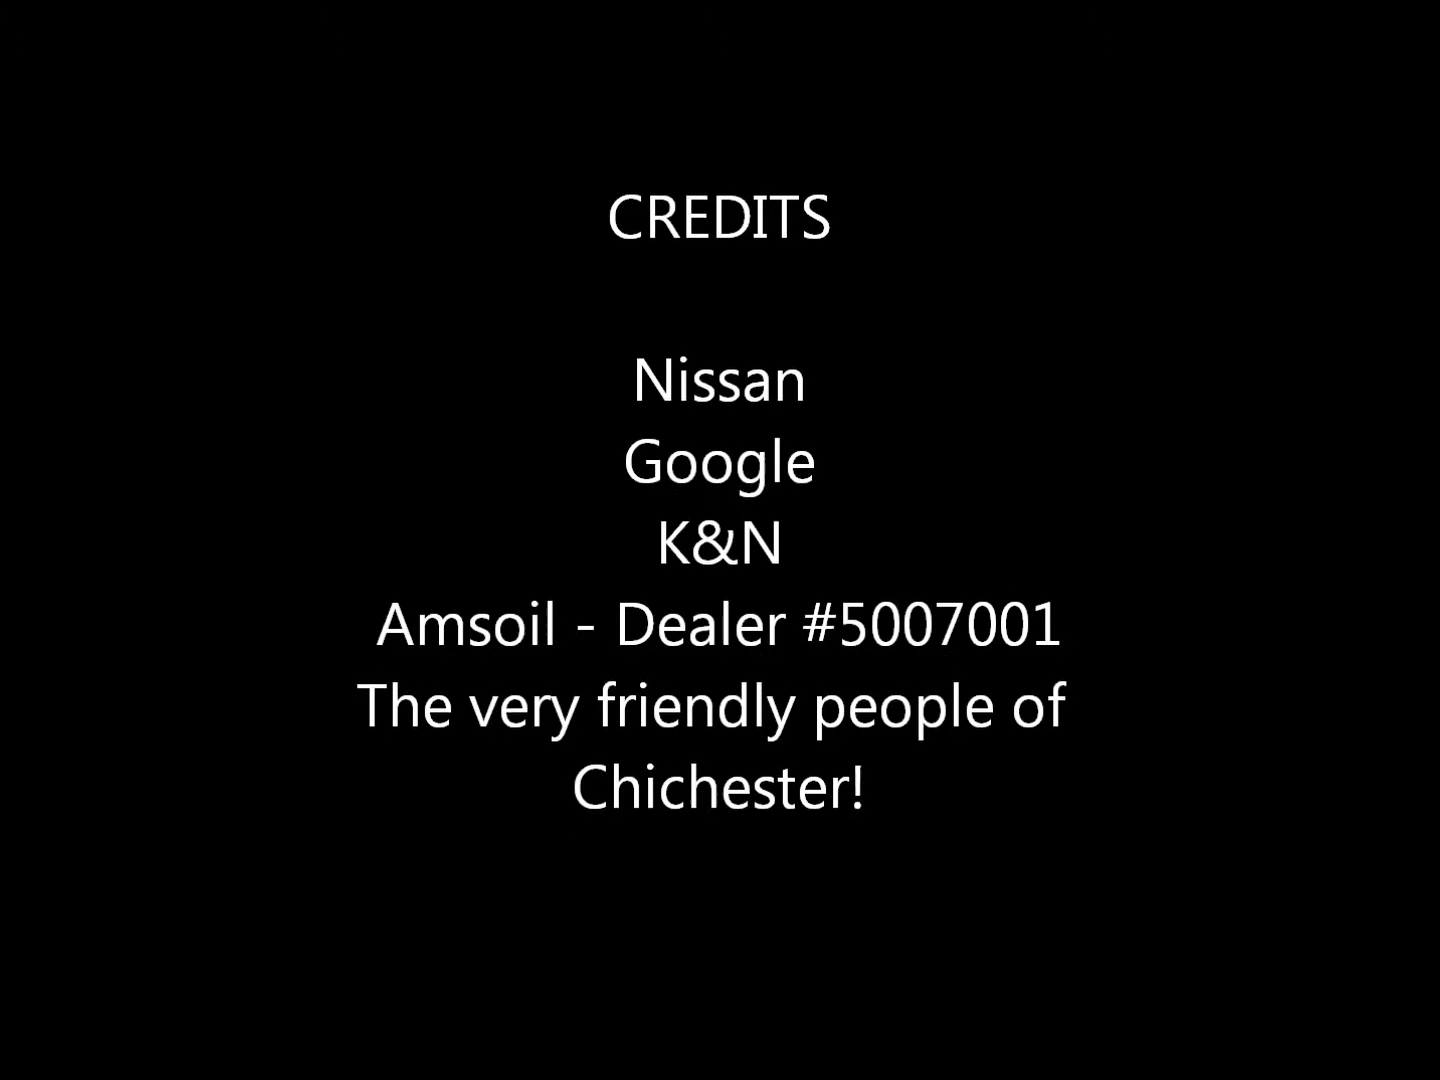 CREDITS
Nissan
Google
K&N
Amsoil - Dealer #5007001
The very friendly people of
Chichester!